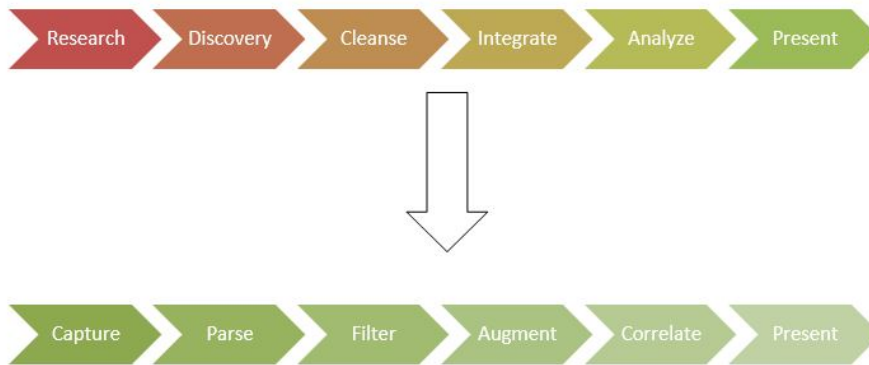 Research Discovery Cleanse Integrate Analyze Present
Capture Parse Filter Augment Correlate Present